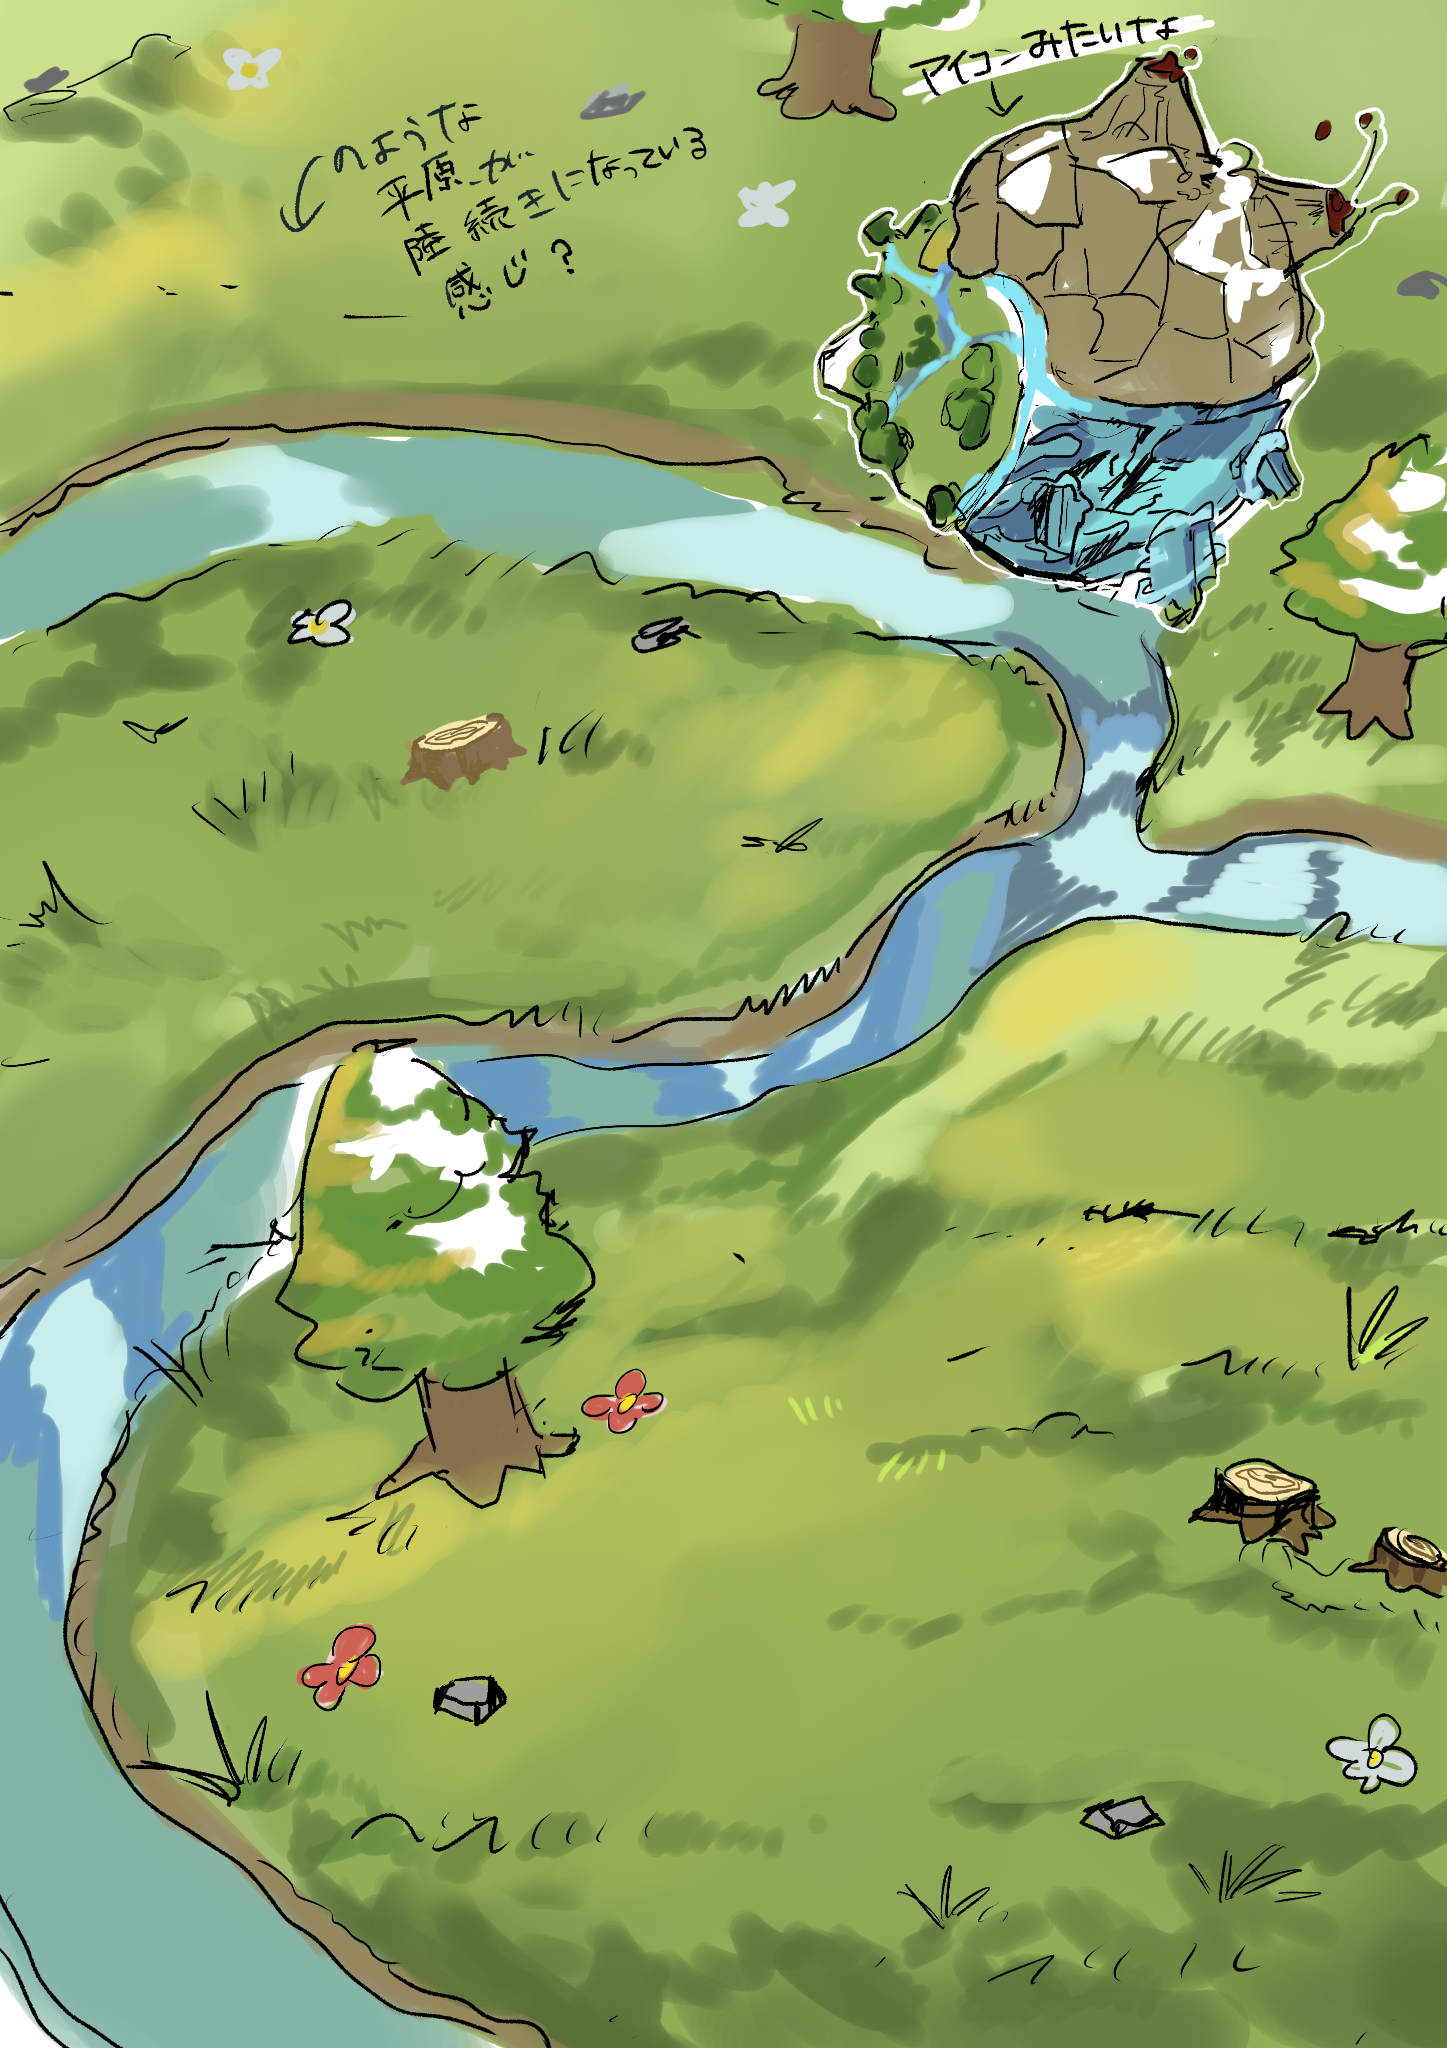 アイコンみたいな
のような
平原が
陸続きになっている
感じ?